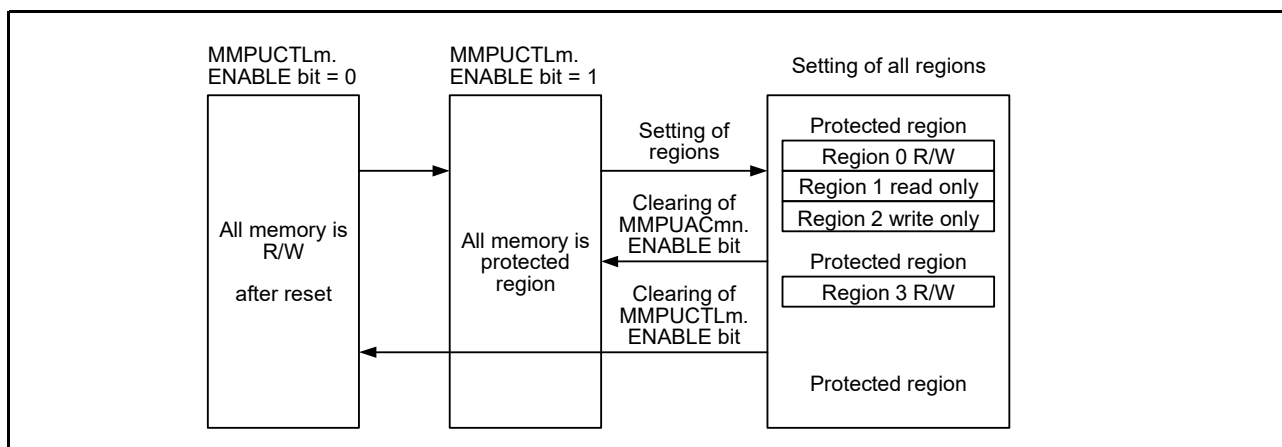 MMPUCTLm.
ENABLE bit = 0
All memory is
R/W
after reset
MMPUCTLm.
ENABLE bit = 1
All memory is
protected
region
Setting of
regions
Clearing of
MMPUACmn.
ENABLE bit
Clearing of
MMPUCTLm.
ENABLE bit
Setting of all regions
Protected region
Region 0 R/W
Region 1 read only
Region 2 write only
Protected region
Region 3 R/W
Protected region